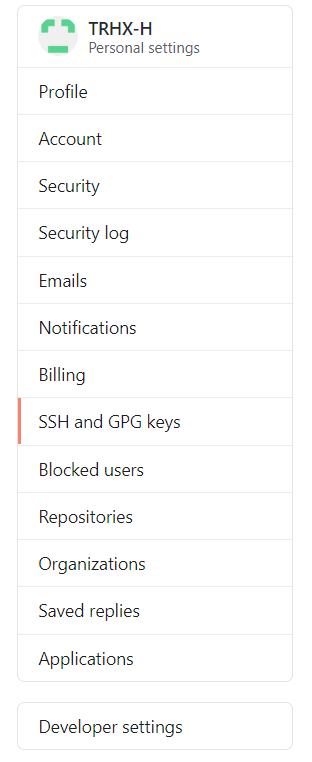 TRHX-H
Personal settings
Profile
Account
Security
Security log
Emails
Notifications
Billing
SSH and GPG keys
Blocked users
Repositories
Organizations
Saved replies
Applications
Developer settings